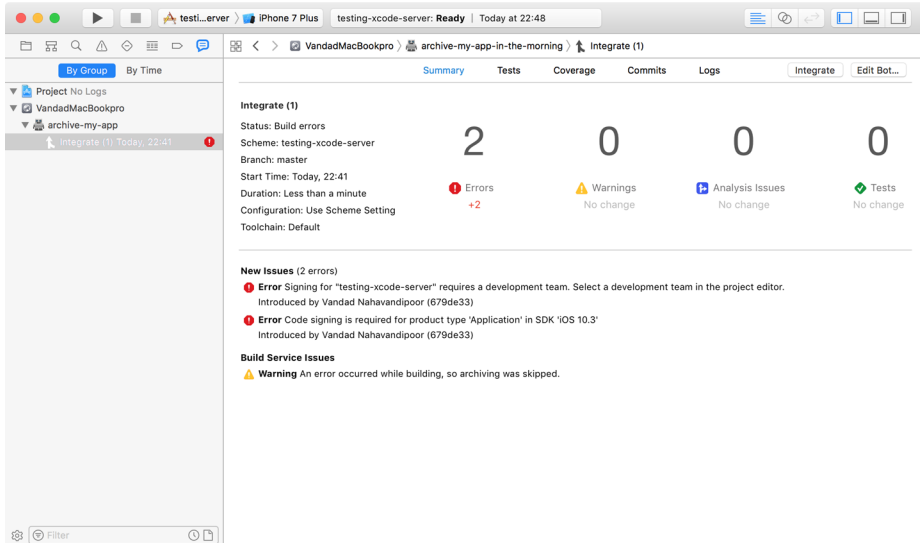 testi...erver 〉 iPhone 7 Plus
testing-xcode-server: Ready | Today at 22:48
VandadMacBookpro 〉 archive-my-app-in-the-morning 〉 Integrate (1)
By Group By Time
Summary Tests Coverage Commits Logs Integrate Edit Bot...
Project No Logs
VandadMacBookpro
archive-my-app
Integrate (1) Today, 22:41
Integrate (1)
Status: Build errors
Scheme: testing-xcode-server
Branch: master
Start Time: Today, 22:41
Duration: Less than a minute
Configuration: Use Scheme Setting
Toolchain: Default
2 0 0 0
Errors Warnings Analysis Issues Tests
+2 No change No change No change
New Issues (2 errors)
Error Signing for "testing-xcode-server" requires a development team. Select a development team in the project editor.
Introduced by Vandad Nahavandipoor (679de33)
Error Code signing is required for product type 'Application' in SDK 'iOS 10.3'
Introduced by Vandad Nahavandipoor (679de33)
Build Service Issues
Warning An error occurred while building, so archiving was skipped.
Filter